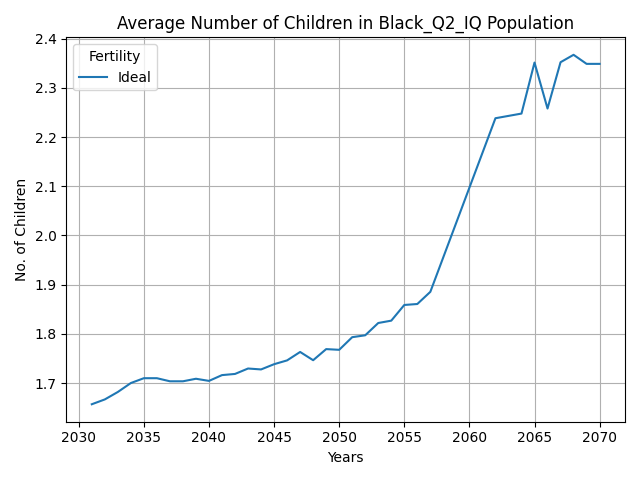 Average Number of Children in Black_Q2_IQ Population
Fertility
Ideal
No. of Children
2.4
2.3
2.2
2.1
2.0
1.9
1.8
1.7
2030 2035 2040 2045 2050 2055 2060 2065 2070
Years